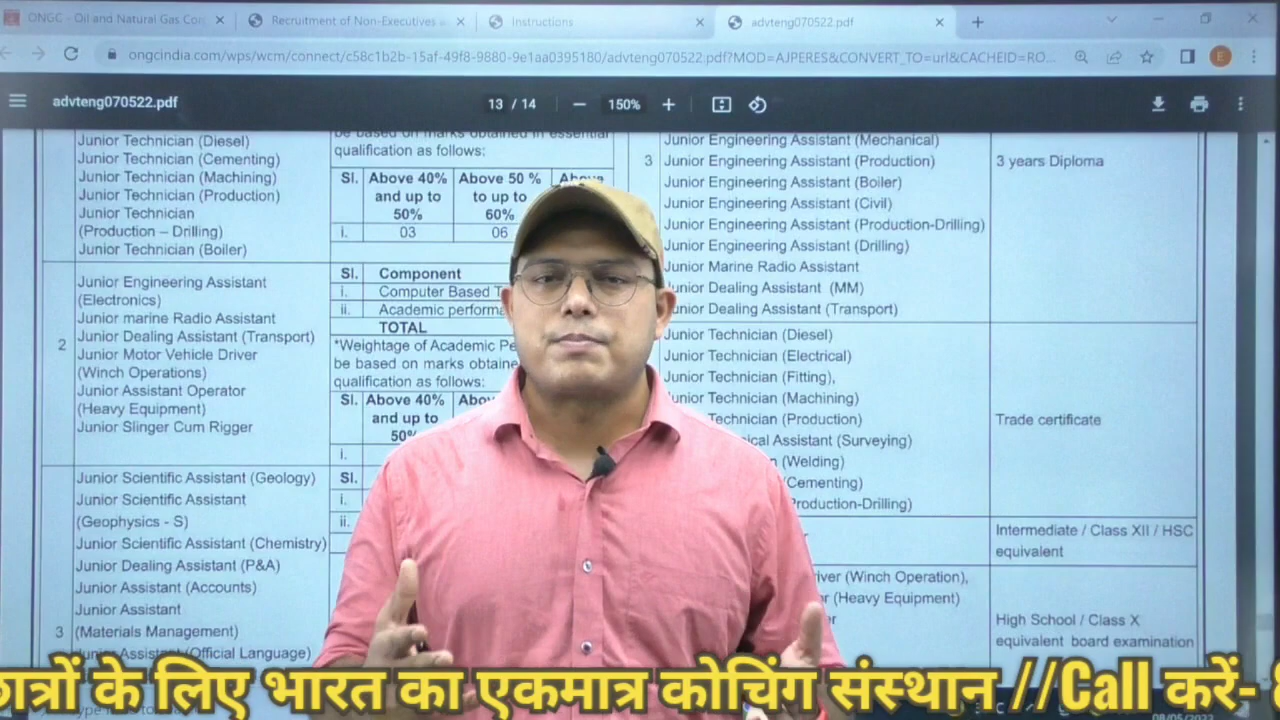 ONGC - Oil and Natural Gas Cor
Recruitment of Non-Executives
Instructions
advteng070522.pdf
ongcindia.com/wps/wcm/connect/c58c1b2b-15af-49f8-9880-9e1aa0395180/advteng070522.pdf?MOD=AJPERES&CONVERT_TO=url&CACHEID=RO...
E
advteng070522.pdf
13 / 14
150%
Junior Technician (Diesel)
Junior Technician (Cementing)
Junior Technician (Machining)
Junior Technician (Production)
Junior Technician
(Production – Drilling)
Junior Technician (Boiler)
be based on marks obtained in essential
qualification as follows:
Sl. Above 40% Above 50 % Above
and up to to up to
50% 60%
i. 03 06
2
Junior Engineering Assistant
(Electronics)
Junior marine Radio Assistant
Junior Dealing Assistant (Transport)
Junior Motor Vehicle Driver
(Winch Operations)
Junior Assistant Operator
(Heavy Equipment)
Junior Slinger Cum Rigger
Sl. Component
i. Computer Based T
ii. Academic performa
TOTAL
*Weightage of Academic Pe
be based on marks obtaine
qualification as follows:
Sl. Above 40% Abov
and up to
50%
i.
3
Junior Scientific Assistant (Geology)
Junior Scientific Assistant
(Geophysics - S)
Junior Scientific Assistant (Chemistry)
Junior Dealing Assistant (P&A)
Junior Assistant (Accounts)
Junior Assistant
(Materials Management)
Junior Assistant (Official Language)
Sl.
i.
ii.
3
Junior Engineering Assistant (Mechanical)
Junior Engineering Assistant (Production)
Junior Engineering Assistant (Boiler)
Junior Engineering Assistant (Civil)
Junior Engineering Assistant (Production-Drilling)
Junior Engineering Assistant (Drilling)
Junior Marine Radio Assistant
Junior Dealing Assistant (MM)
Junior Dealing Assistant (Transport)
3 years Diploma
Junior Technician (Diesel)
Junior Technician (Electrical)
Junior Technician (Fitting),
Junior Technician (Machining)
Technician (Production)
ical Assistant (Surveying)
n (Welding)
(Cementing)
Production-Drilling)
Trade certificate
Intermediate / Class XII / HSC
equivalent
river (Winch Operation),
r (Heavy Equipment)
High School / Class X
equivalent board examination
छात्रों के लिए भारत का एकमात्र कोचिंग संस्थान //Call करें- 8